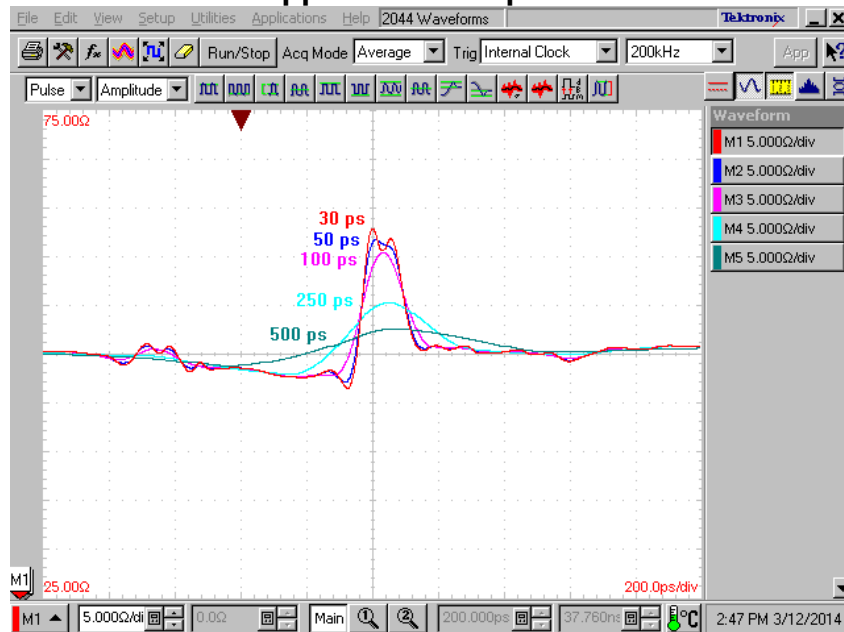 File Edit View Setup Utilities Applications Help 2044 Waveforms Tektronix
Run/Stop Acq Mode Average Trig Internal Clock 200kHz App
Pulse Amplitude
75.00Ω
Waveform
M1 5.000Ω/div
M2 5.000Ω/div
M3 5.000Ω/div
M4 5.000Ω/div
M5 5.000Ω/div
30 ps
50 ps
100 ps
250 ps
500 ps
M1
25.00Ω 200.0ps/div
M1 5.000Ω/di 0.0Ω Main 1 2 200.000ps 37.760ns °C 2:47 PM 3/12/2014